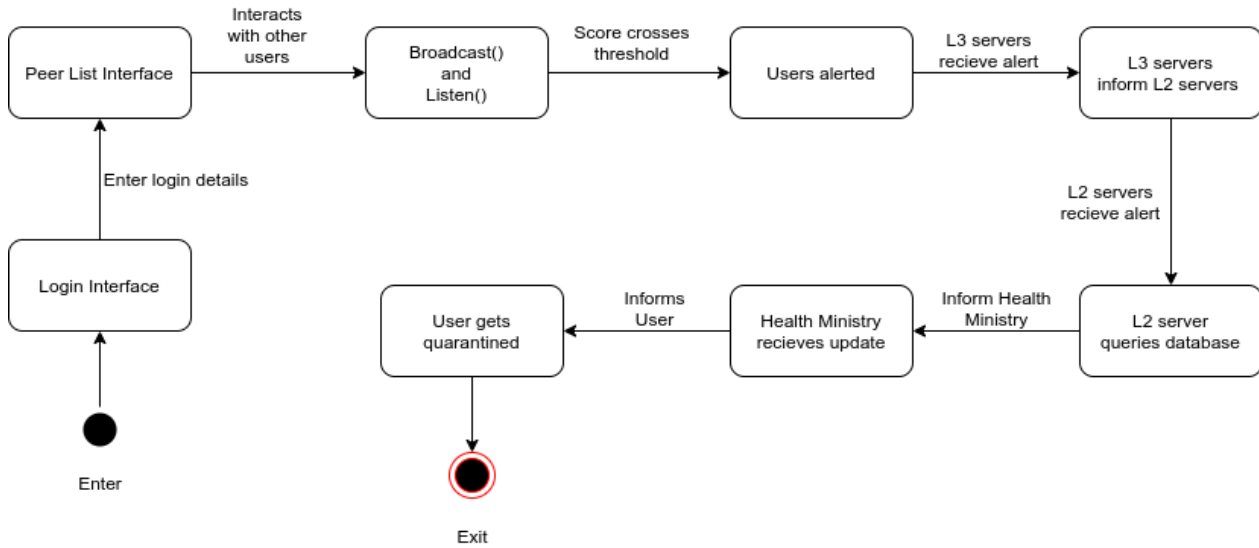 Interacts
with other
users
Score crosses
threshold
L3 servers
recieve alert
Peer List Interface
Broadcast()
and
Listen()
Users alerted
L3 servers
inform L2 servers
Enter login details
L2 servers
recieve alert
Login Interface
Informs
User
Inform Health
Ministry
User gets
quarantined
Health Ministry
recieves update
L2 server
queries database
Enter
Exit